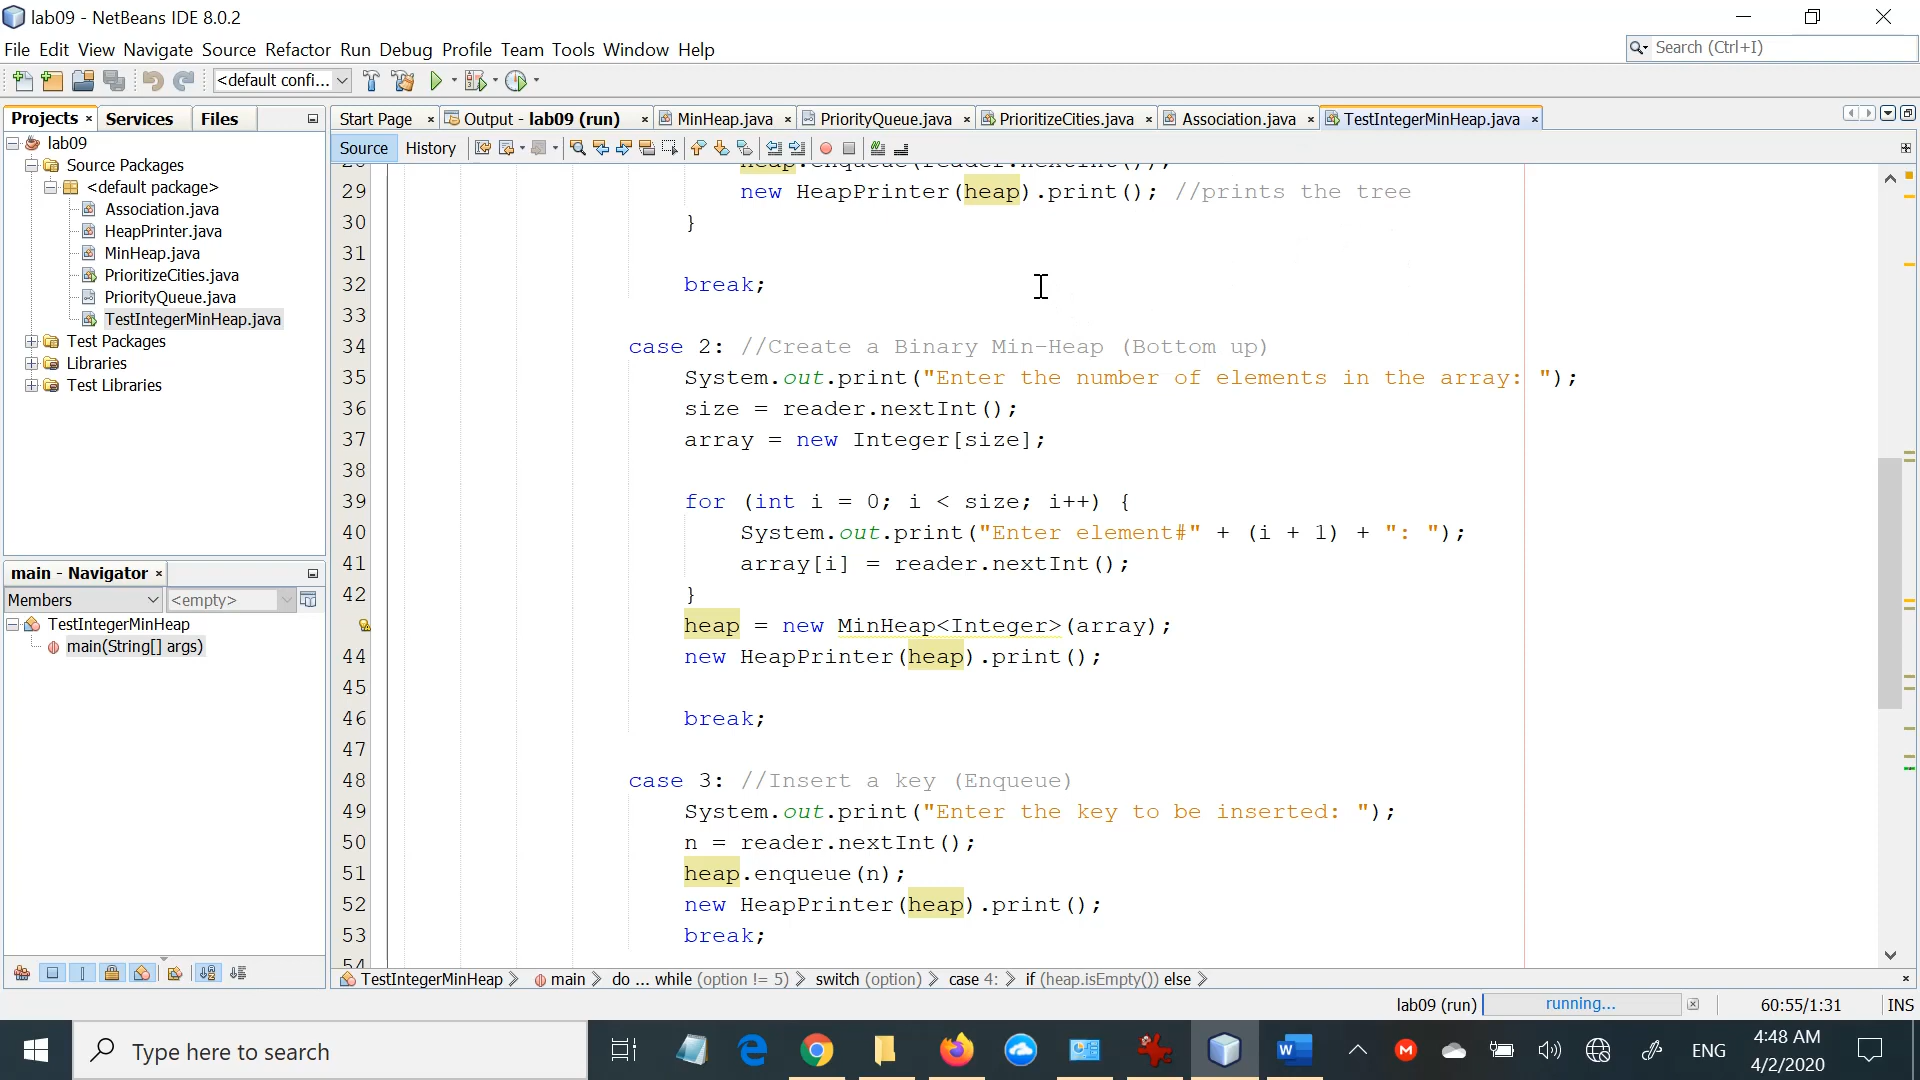 lab09 - NetBeans IDE 8.0.2
File Edit View Navigate Source Refactor Run Debug Profile Team Tools Window Help
Search (Ctrl+I)
<default confi...
Projects Services Files
Start Page Output - lab09 (run) MinHeap.java PriorityQueue.java PrioritizeCities.java Association.java TestIntegerMinHeap.java
Source History
lab09
Source Packages
<default package>
Association.java
HeapPrinter.java
MinHeap.java
PrioritizeCities.java
PriorityQueue.java
TestIntegerMinHeap.java
Test Packages
Libraries
Test Libraries
main - Navigator
Members <empty>
TestIntegerMinHeap
main(String[] args)
28 heap.enqueue(reader.nextInt());
29 new HeapPrinter(heap).print(); //prints the tree
30 }
31
32 break;
33
34 case 2: //Create a Binary Min-Heap (Bottom up)
35 System.out.print("Enter the number of elements in the array: ");
36 size = reader.nextInt();
37 array = new Integer[size];
38
39 for (int i = 0; i < size; i++) {
40 System.out.print("Enter element#" + (i + 1) + ": ");
41 array[i] = reader.nextInt();
42 }
heap = new MinHeap<Integer>(array);
44 new HeapPrinter(heap).print();
45
46 break;
47
48 case 3: //Insert a key (Enqueue)
49 System.out.print("Enter the key to be inserted: ");
50 n = reader.nextInt();
51 heap.enqueue(n);
52 new HeapPrinter(heap).print();
53 break;
54
TestIntegerMinHeap main do ... while (option != 5) switch (option) case 4: if (heap.isEmpty()) else
lab09 (run) running... 60:55/1:31 INS
Type here to search
ENG
4:48 AM
4/2/2020